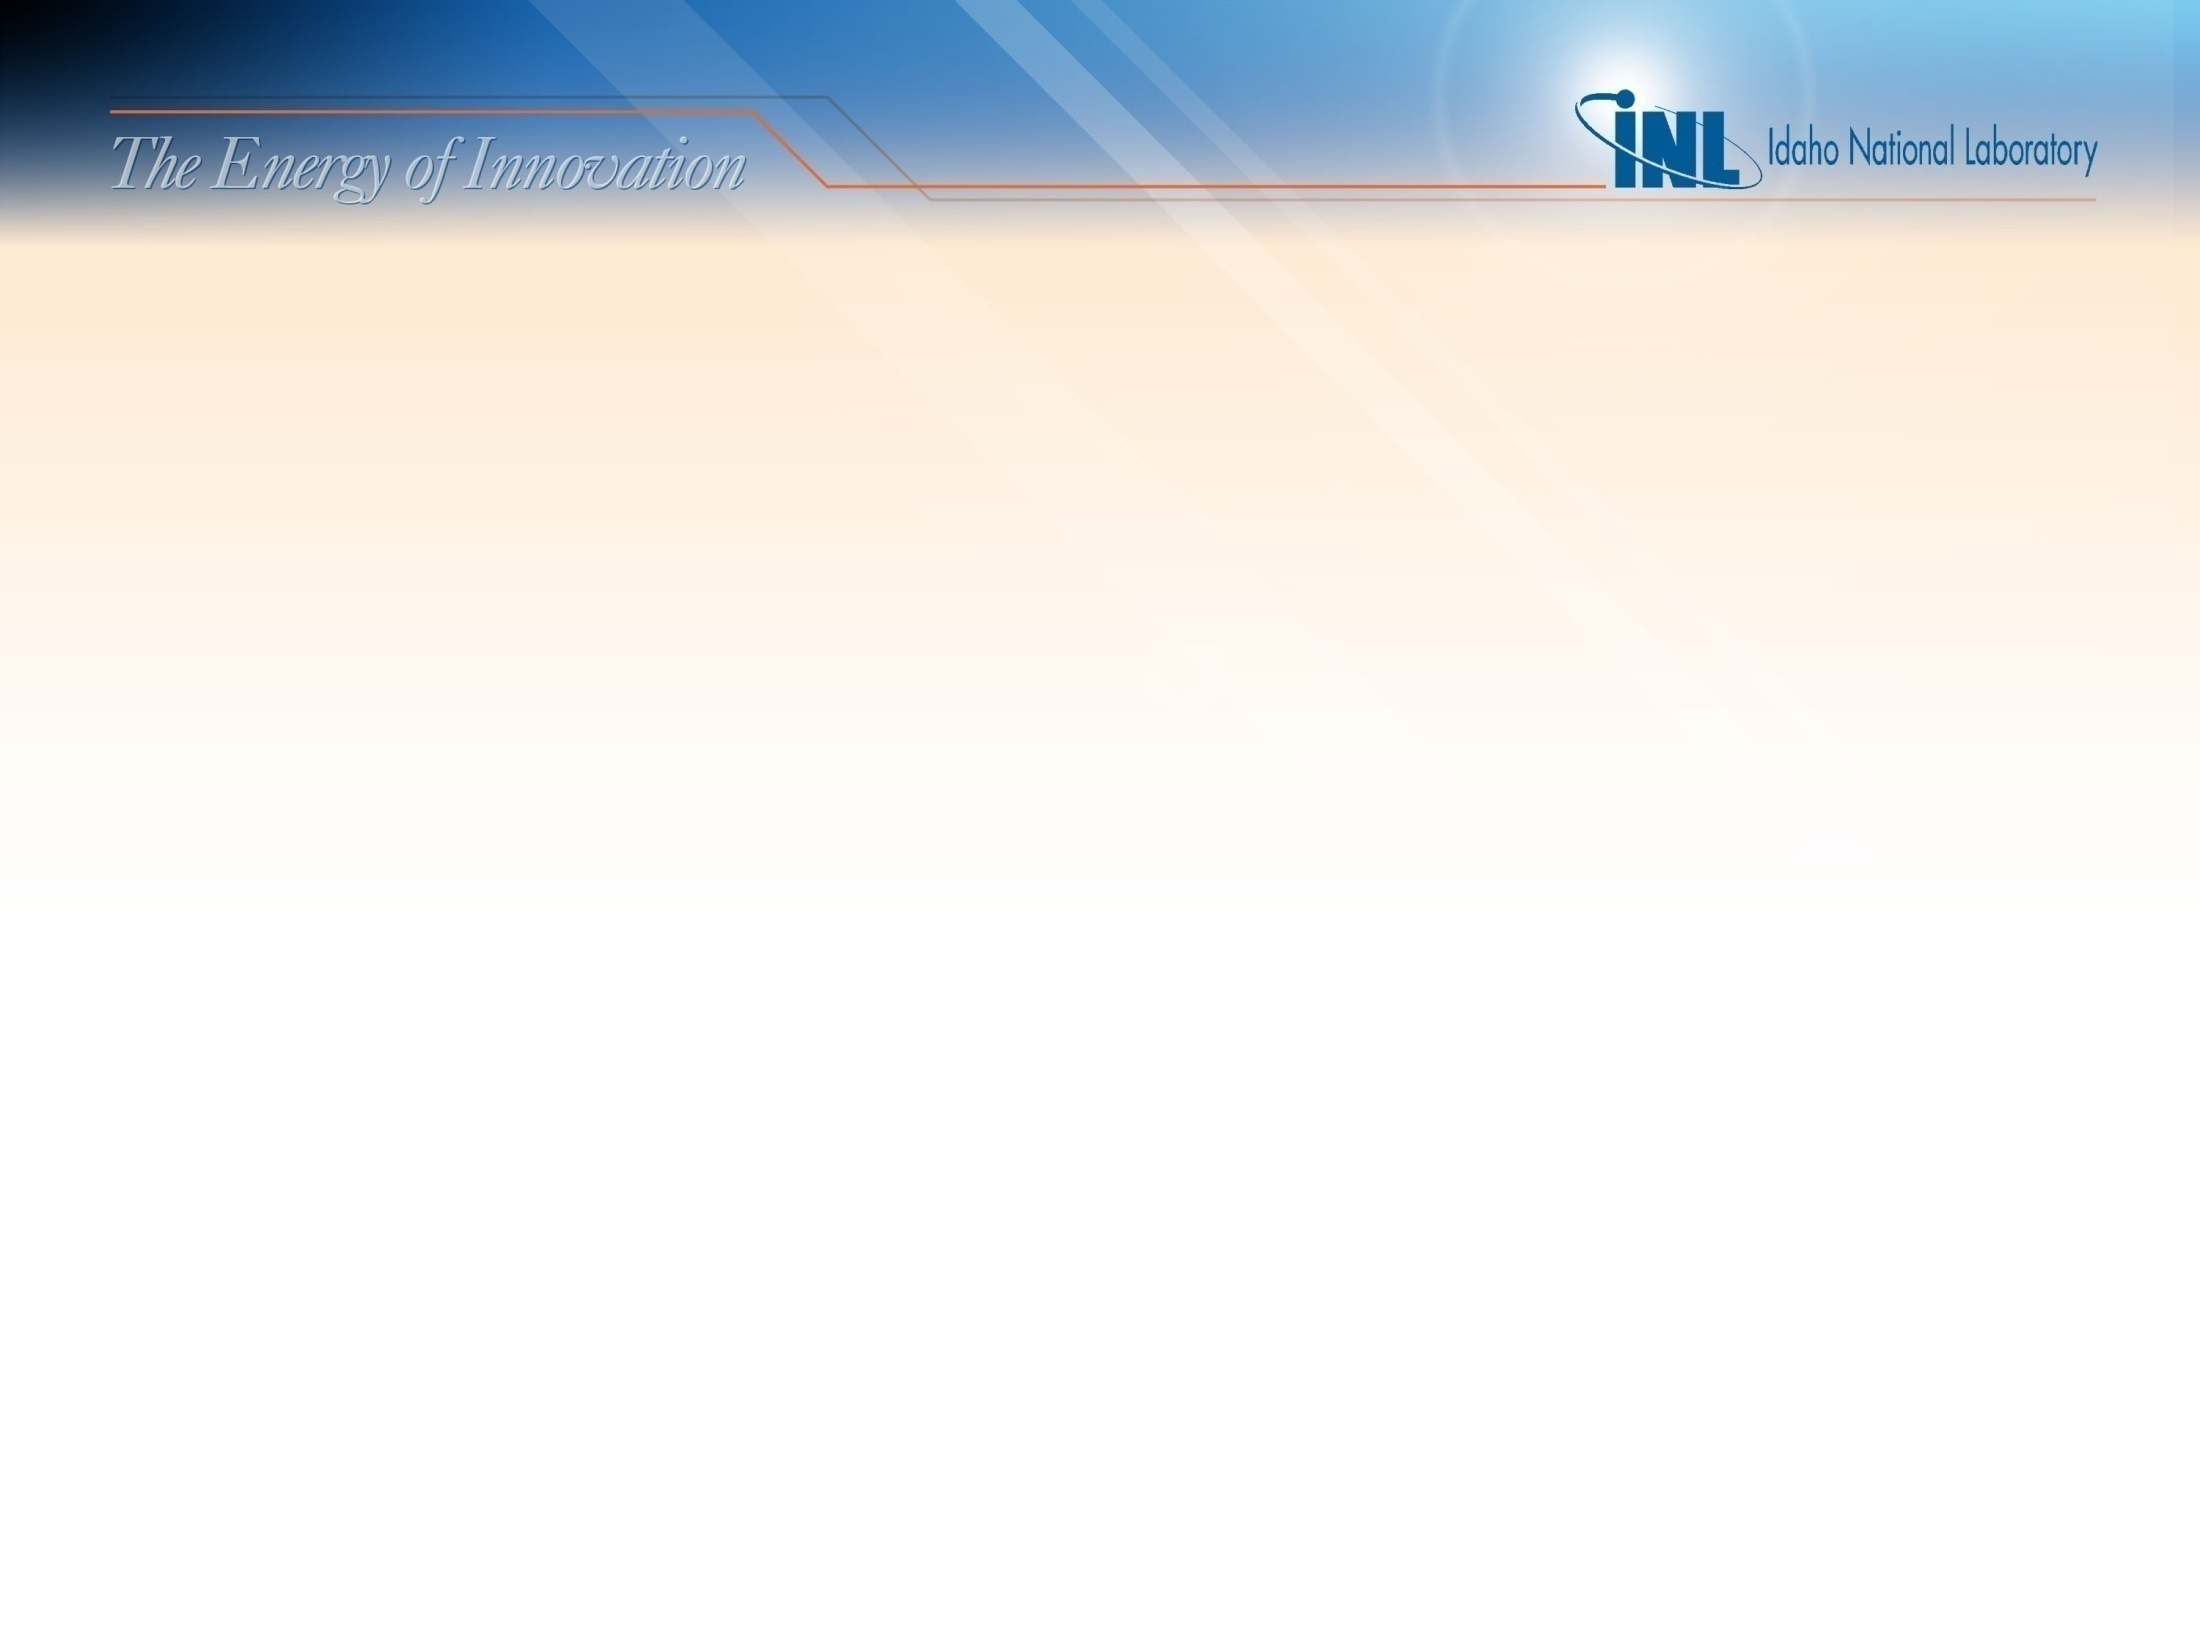 The Energy of Innovation
iNL Idaho National Laboratory